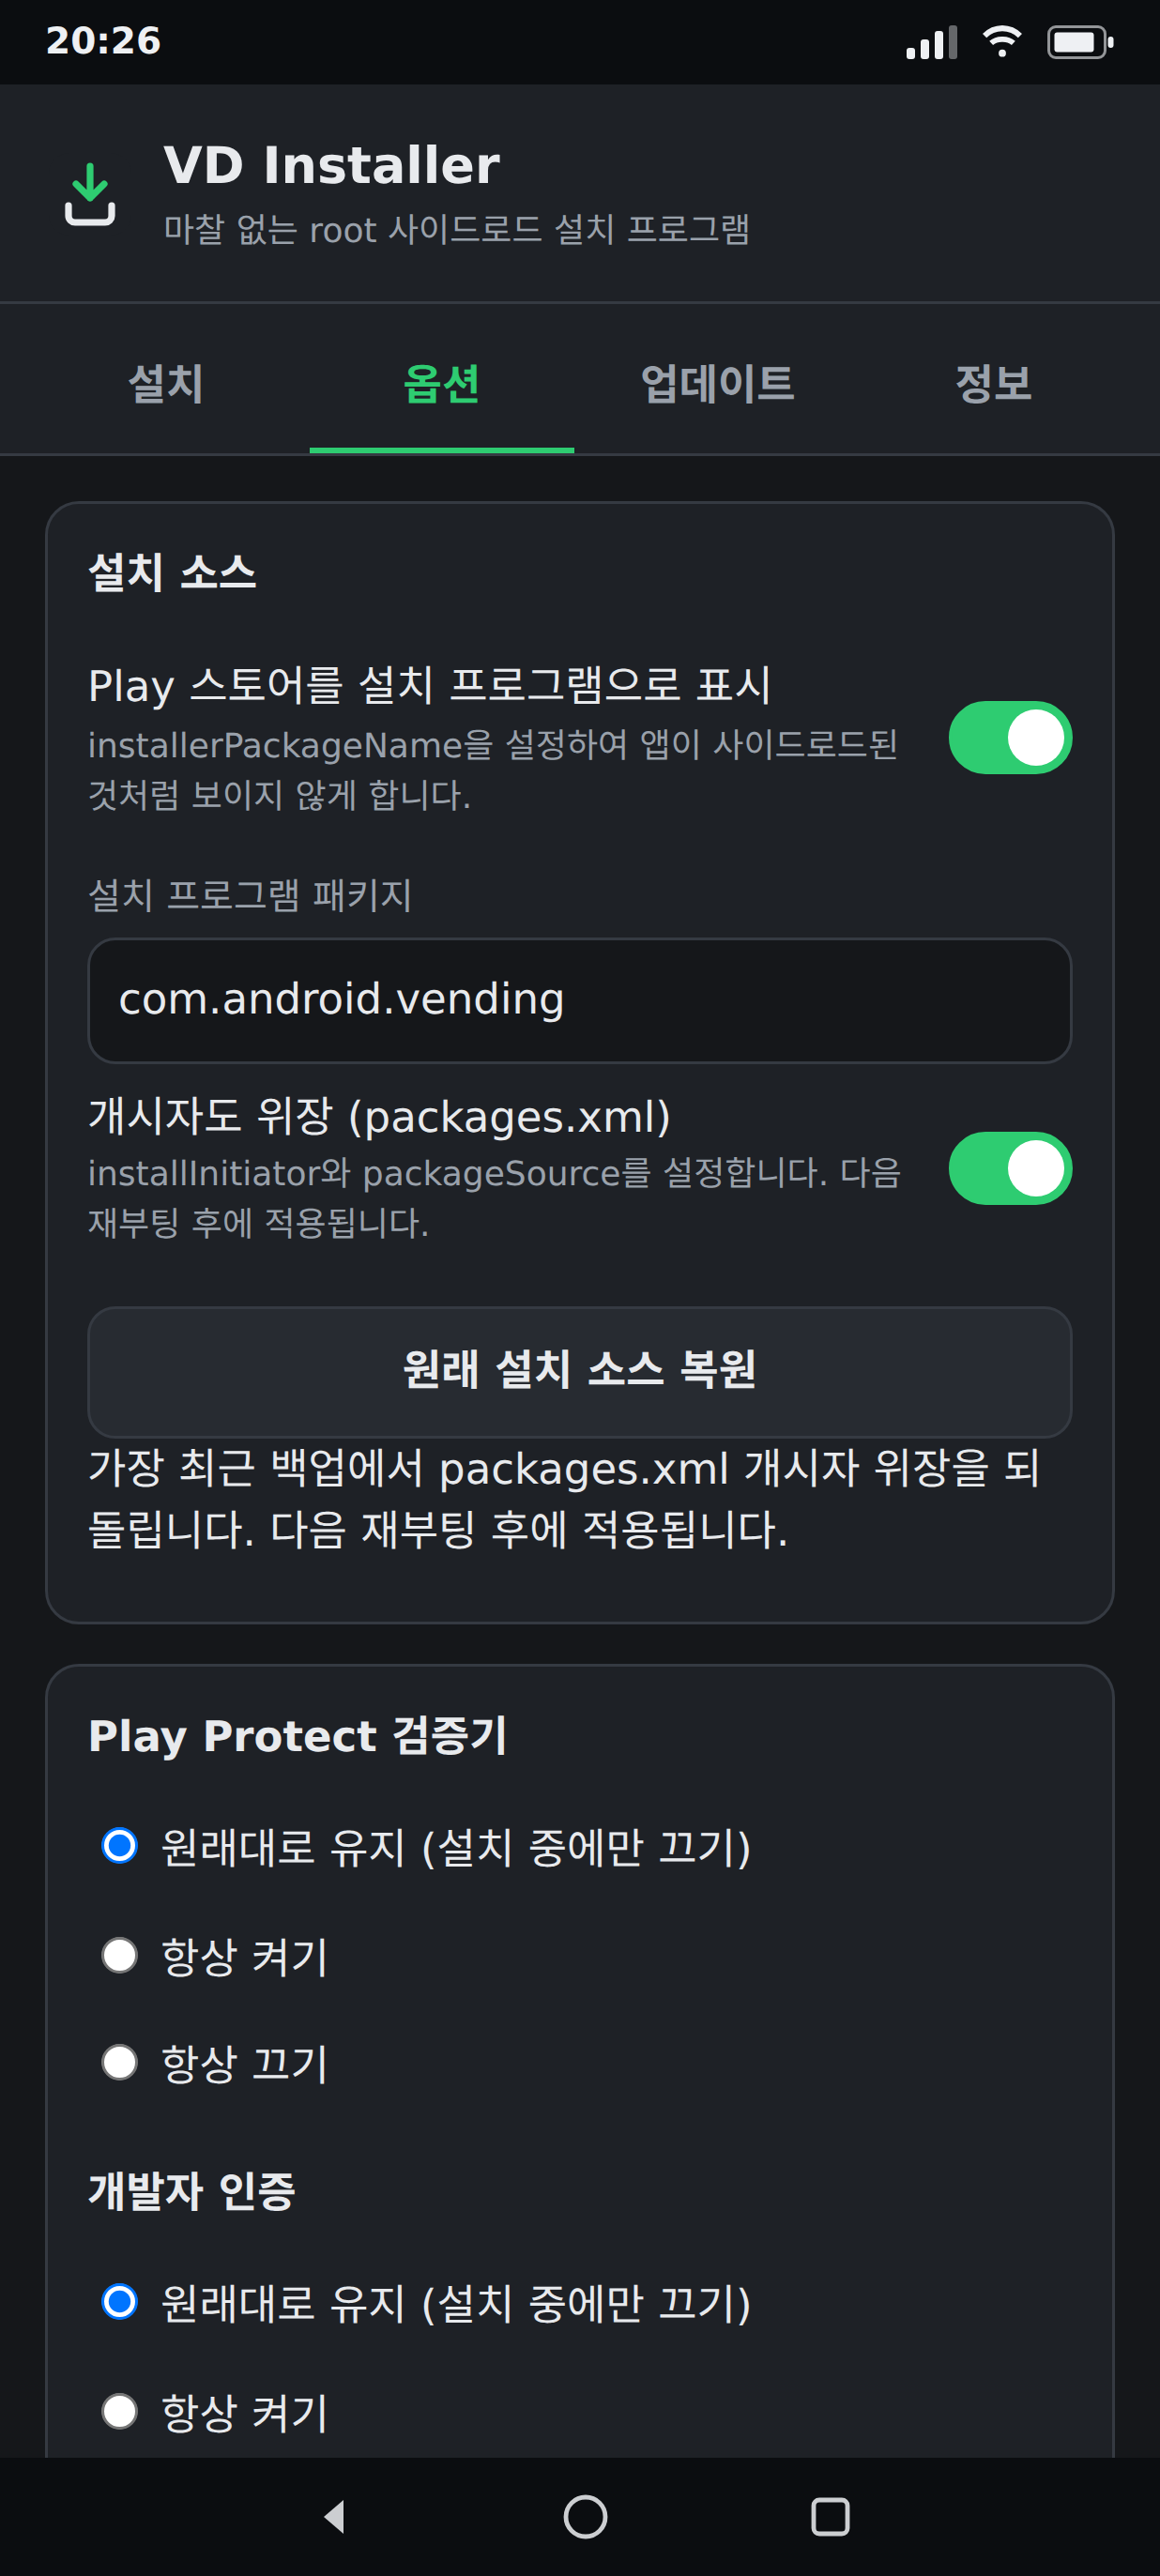 20:26
VD Installer
마찰 없는 root 사이드로드 설치 프로그램
설치 옵션 업데이트 정보
설치 소스
Play 스토어를 설치 프로그램으로 표시
installerPackageName을 설정하여 앱이 사이드로드된
것처럼 보이지 않게 합니다.
설치 프로그램 패키지
com.android.vending
개시자도 위장 (packages.xml)
installInitiator와 packageSource를 설정합니다. 다음
재부팅 후에 적용됩니다.
원래 설치 소스 복원
가장 최근 백업에서 packages.xml 개시자 위장을 되
돌립니다. 다음 재부팅 후에 적용됩니다.
Play Protect 검증기
원래대로 유지 (설치 중에만 끄기)
항상 켜기
항상 끄기
개발자 인증
원래대로 유지 (설치 중에만 끄기)
항상 켜기